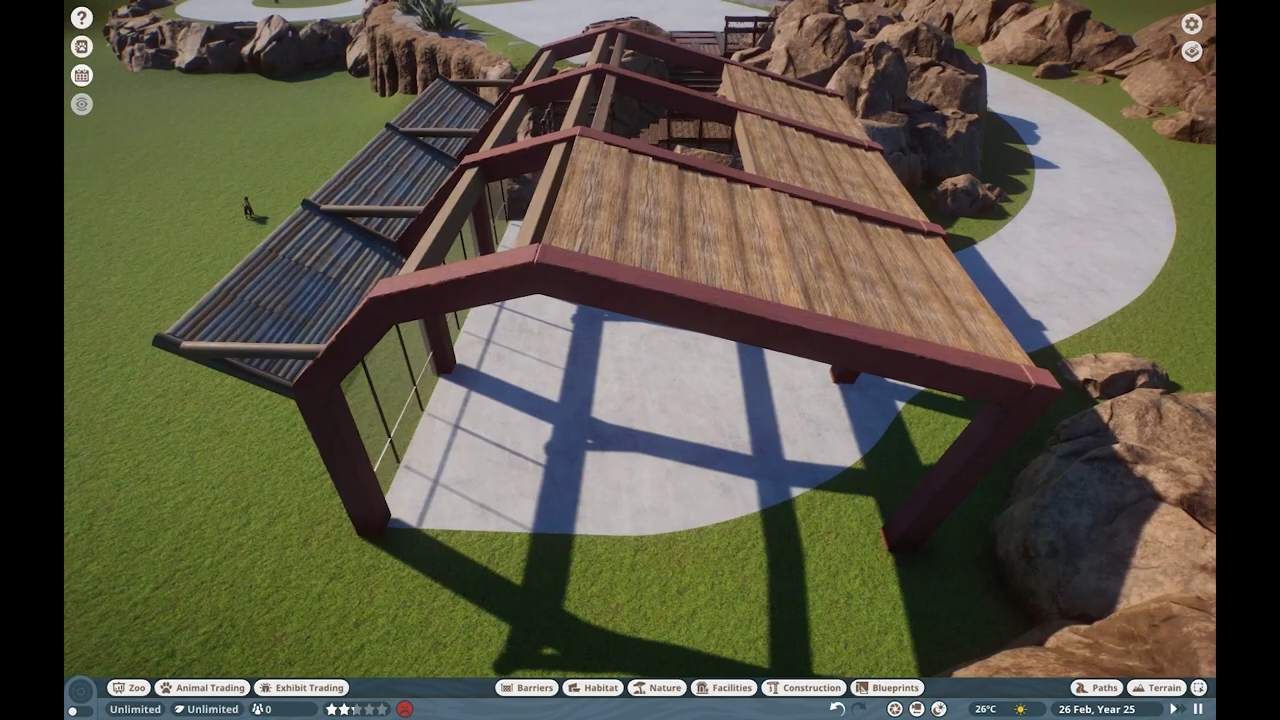 ?
Zoo
Animal Trading
Exhibit Trading
Barriers
Habitat
Nature
Facilities
Construction
Blueprints
Paths
Terrain
Unlimited
Unlimited
0
26°C
26 Feb, Year 25